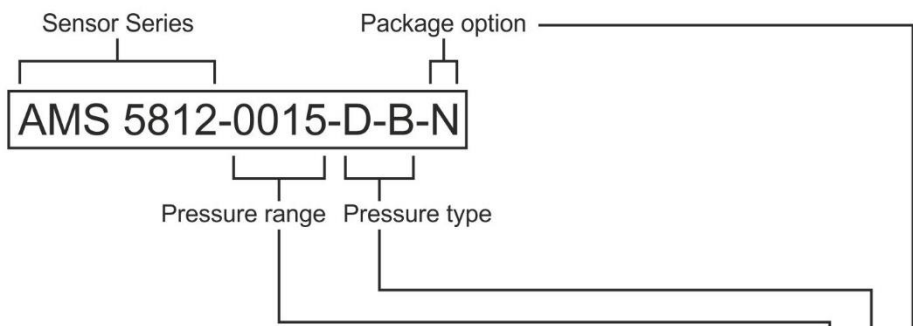 Sensor Series Package option
AMS 5812-0015-D-B-N
Pressure range Pressure type